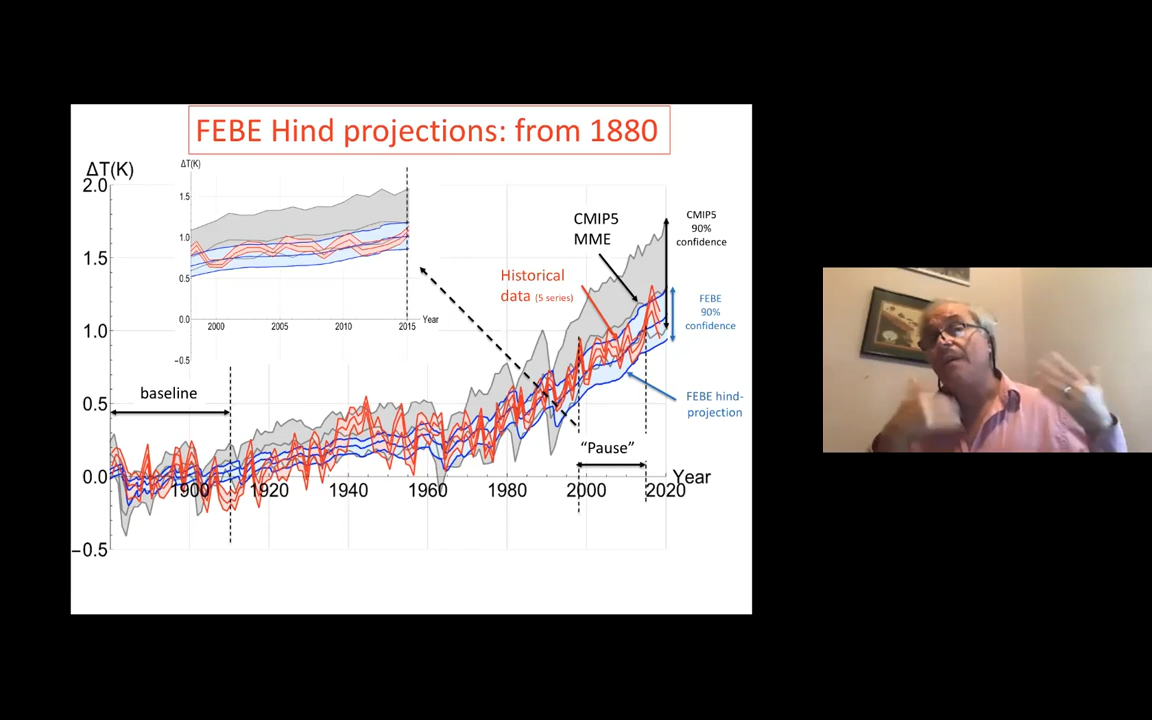 FEBE Hind projections: from 1880
ΔT(K)
2.0
1.5
1.0
0.5
0.0
−0.5
ΔT(K)
1.5
1.0
0.5
0.0
−0.5
2000
2005
2010
2015
Year
CMIP5
MME
CMIP5
90%
confidence
Historical
data (5 series)
FEBE
90%
confidence
baseline
FEBE hind-
projection
"Pause"
Year
1900
1920
1940
1960
1980
2000
2020